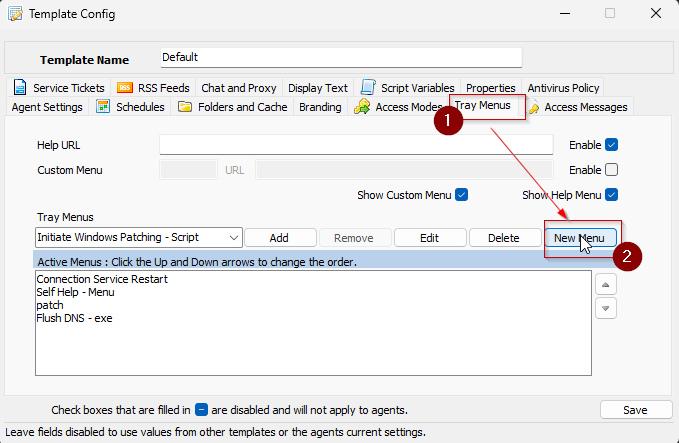 Template Config
Template Name Default
Service Tickets RSS RSS Feeds Chat and Proxy Display Text Script Variables Properties Antivirus Policy
Agent Settings Schedules Folders and Cache Branding Access Modes Tray Menus Access Messages
1
Help URL Enable
Custom Menu URL Enable
Show Custom Menu Show Help Menu
Tray Menus
Initiate Windows Patching - Script Add Remove Edit Delete New Menu
2
Active Menus : Click the Up and Down arrows to change the order.
Connection Service Restart
Self Help - Menu
patch
Flush DNS - exe
Check boxes that are filled in are disabled and will not apply to agents. Save
Leave fields disabled to use values from other templates or the agents current settings.